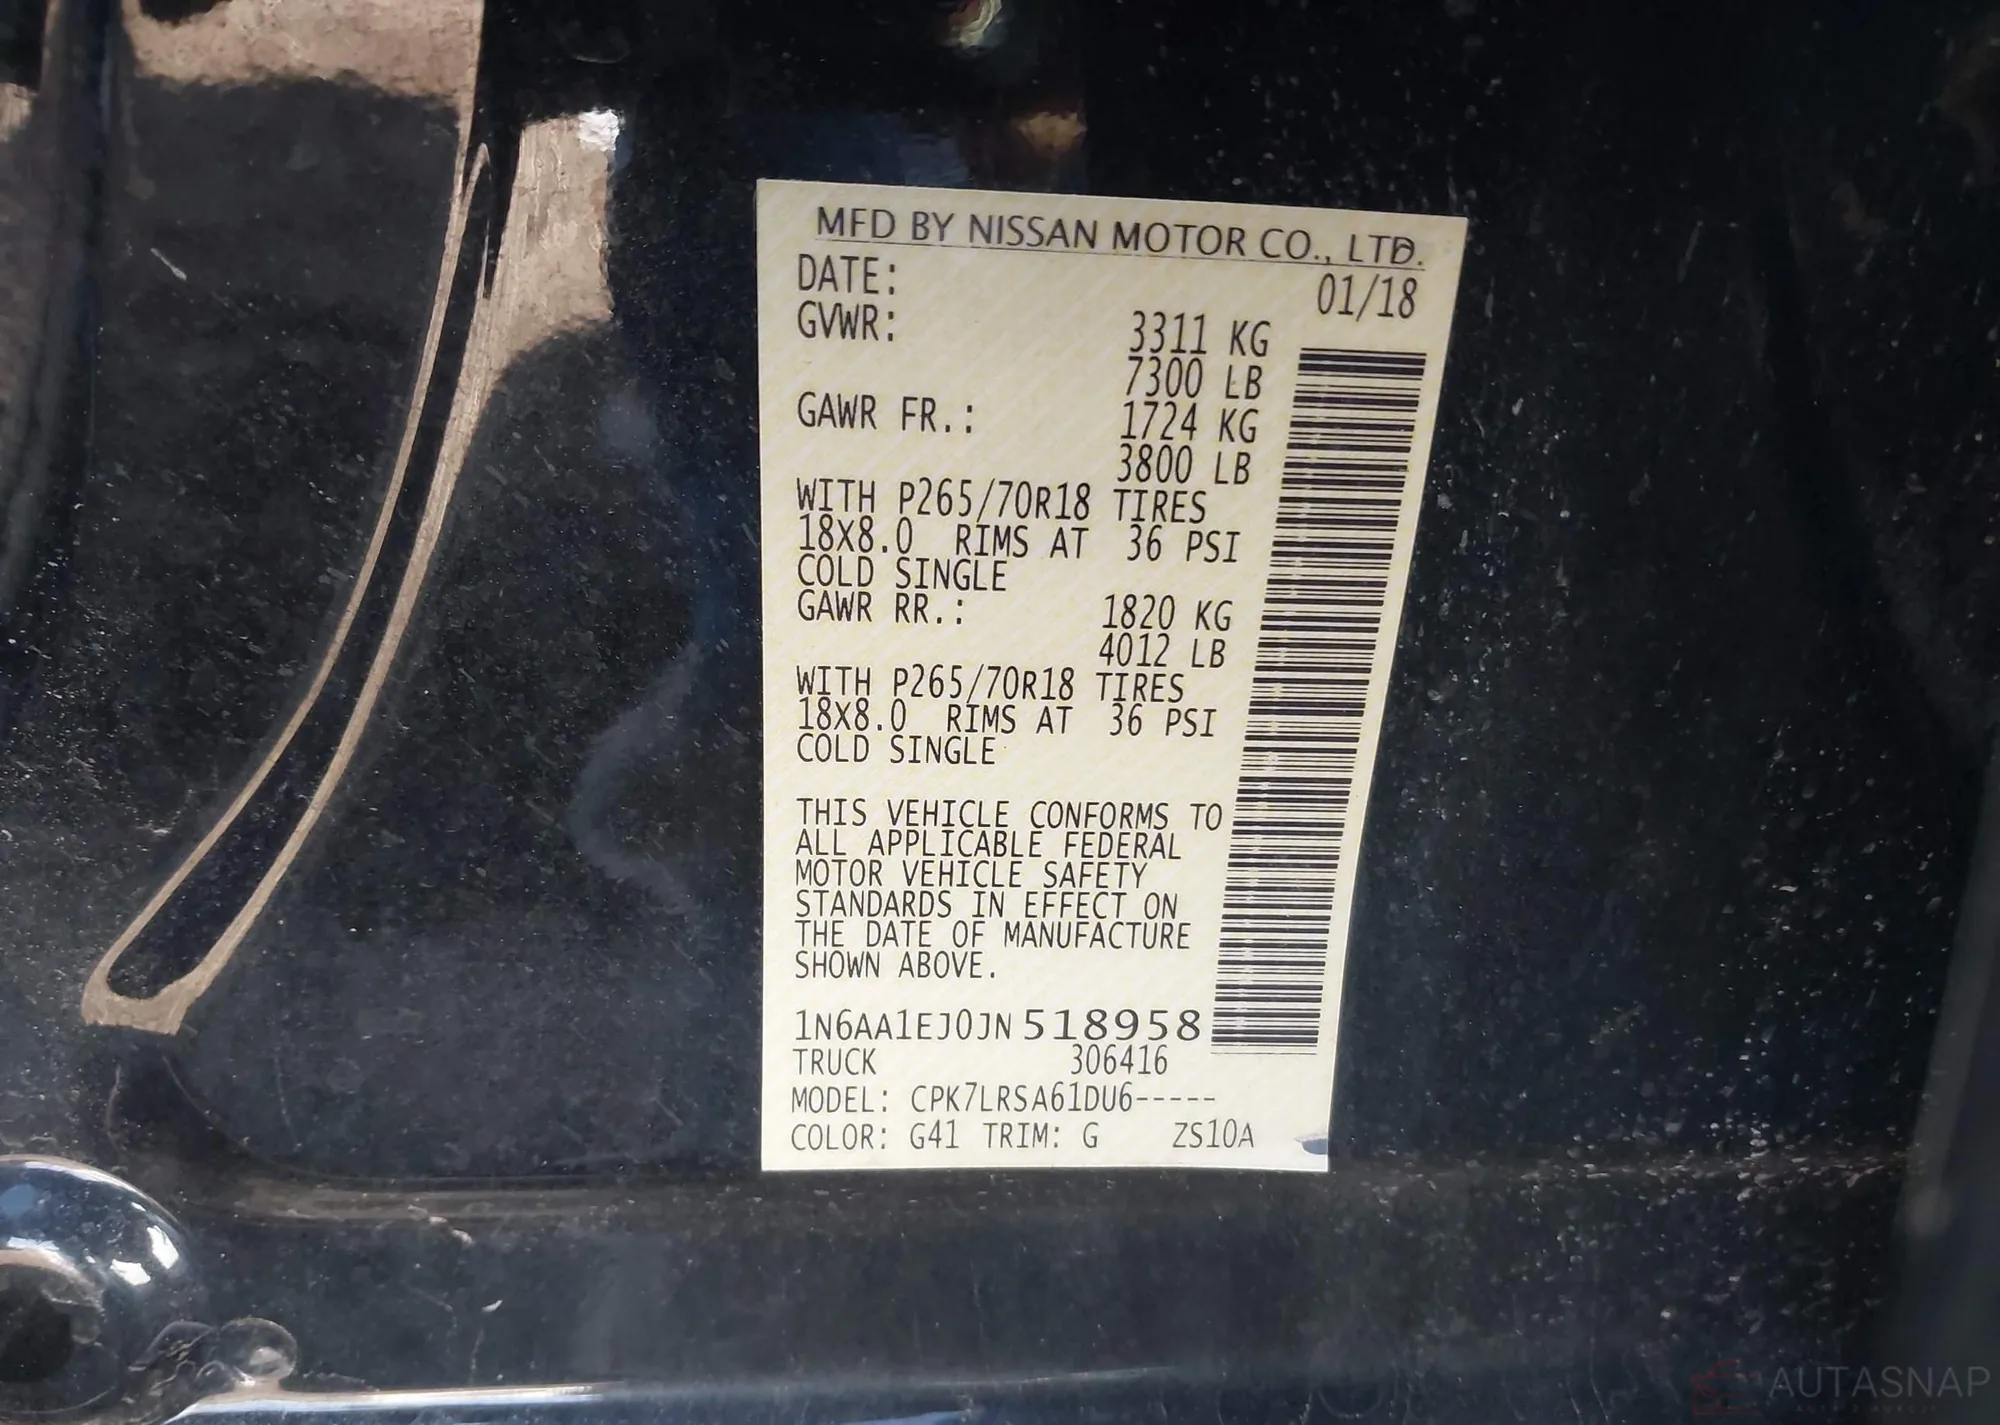 MFD BY NISSAN MOTOR CO., LTD.
DATE: 01/18
GVWR: 3311 KG
7300 LB
GAWR FR.: 1724 KG
3800 LB
WITH P265/70R18 TIRES
18X8.0 RIMS AT 36 PSI
COLD SINGLE
GAWR RR.: 1820 KG
4012 LB
WITH P265/70R18 TIRES
18X8.0 RIMS AT 36 PSI
COLD SINGLE
THIS VEHICLE CONFORMS TO
ALL APPLICABLE FEDERAL
MOTOR VEHICLE SAFETY
STANDARDS IN EFFECT ON
THE DATE OF MANUFACTURE
SHOWN ABOVE.
1N6AA1EJ0JN518958
TRUCK 306416
MODEL: CPK7LRSA61DU6-----
COLOR: G41 TRIM: G ZS10A
AUTASNAP